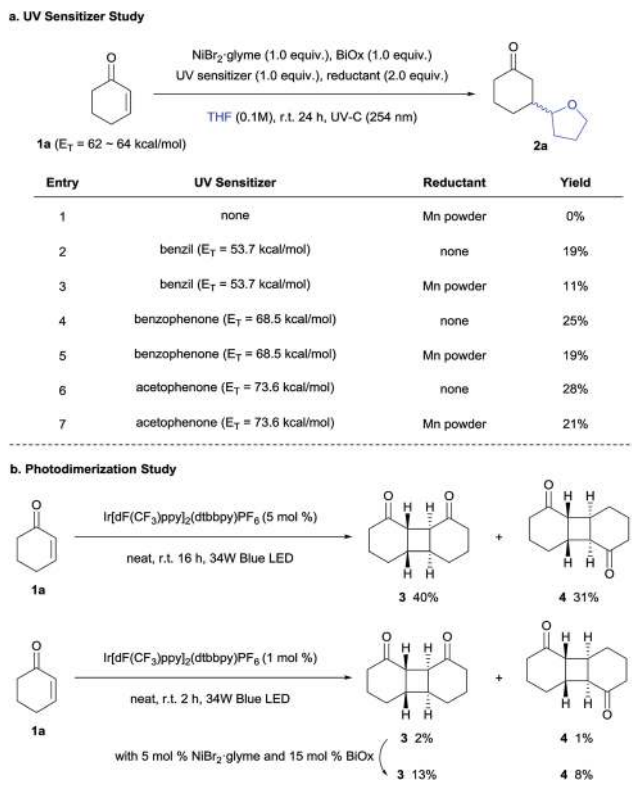 a. UV Sensitizer Study
O
NiBr2·glyme (1.0 equiv.), BiOx (1.0 equiv.)
UV sensitizer (1.0 equiv.), reductant (2.0 equiv.)
THF (0.1M), r.t. 24 h, UV-C (254 nm)
O
O
1a (ET = 62 ~ 64 kcal/mol)
2a
Entry UV Sensitizer Reductant Yield
1 none Mn powder 0%
2 benzil (ET = 53.7 kcal/mol) none 19%
3 benzil (ET = 53.7 kcal/mol) Mn powder 11%
4 benzophenone (ET = 68.5 kcal/mol) none 25%
5 benzophenone (ET = 68.5 kcal/mol) Mn powder 19%
6 acetophenone (ET = 73.6 kcal/mol) none 28%
7 acetophenone (ET = 73.6 kcal/mol) Mn powder 21%
b. Photodimerization Study
O
1a
Ir[dF(CF3)ppy]2(dtbbpy)PF6 (5 mol %)
neat, r.t. 16 h, 34W Blue LED
O H H O
H H
3 40%
+
O H H
H H O
4 31%
O
1a
Ir[dF(CF3)ppy]2(dtbbpy)PF6 (1 mol %)
neat, r.t. 2 h, 34W Blue LED
O H H O
H H
3 2%
+
O H H
H H O
4 1%
with 5 mol % NiBr2·glyme and 15 mol % BiOx
3 13%
4 8%